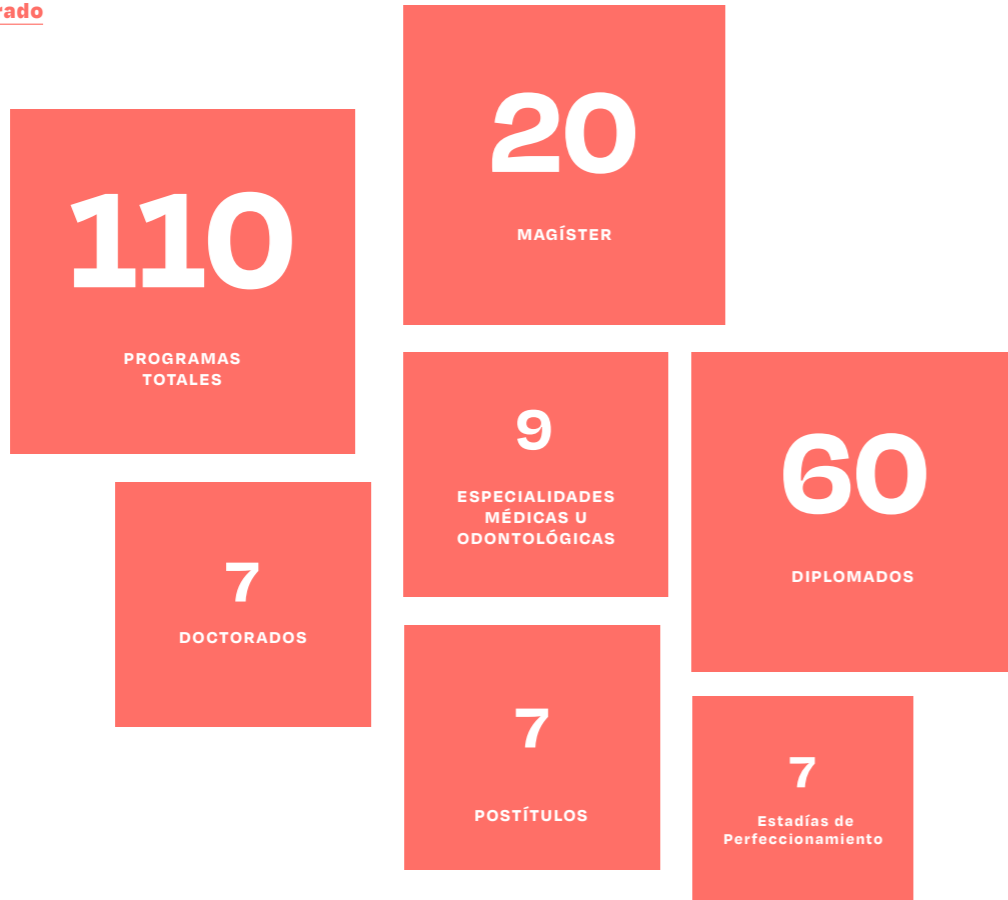 rado
20
MAGÍSTER
110
PROGRAMAS
TOTALES
9
ESPECIALIDADES
MÉDICAS U
ODONTOLÓGICAS
60
DIPLOMADOS
7
DOCTORADOS
7
POSTÍTULOS
7
Estadías de
Perfeccionamiento